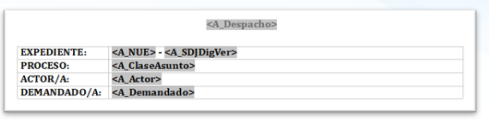 <A_Despacho>
EXPEDIENTE: <A_NUE> - <A_SDJDigVer>
PROCESO: <A_ClaseAsunto>
ACTOR/A: <A_Actor>
DEMANDADO/A: <A_Demandado>